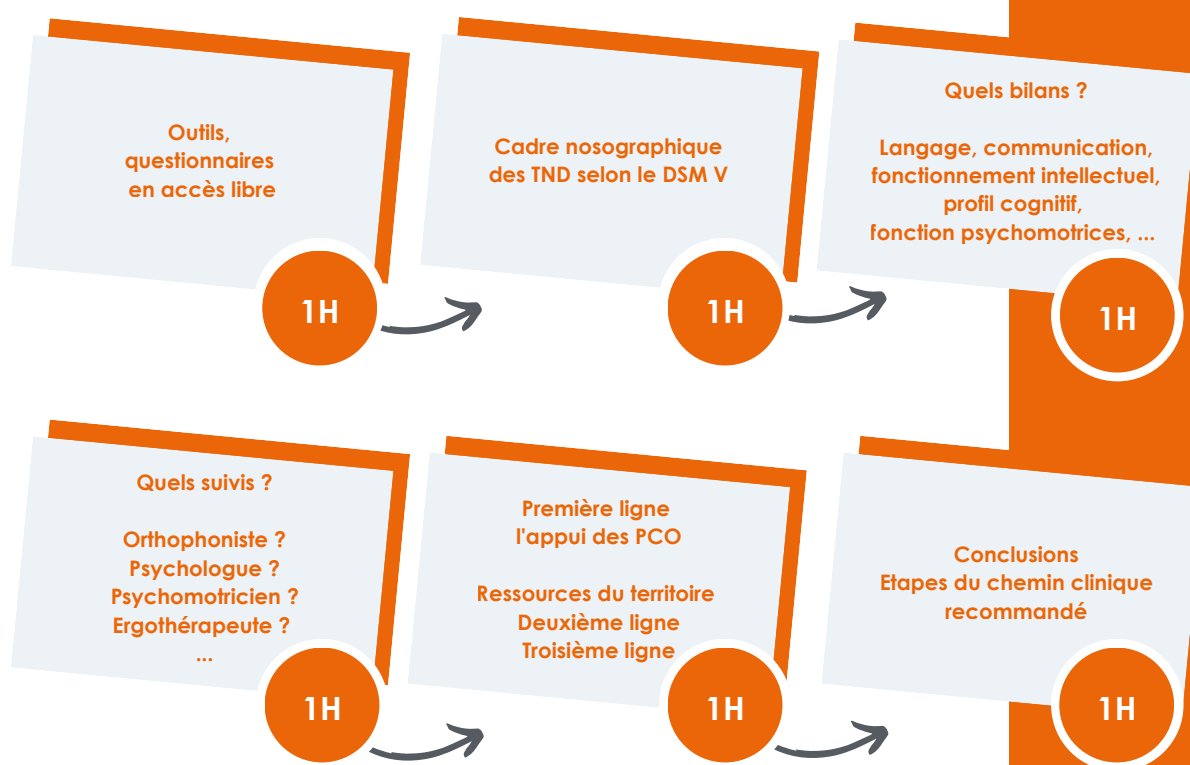 Outils,
questionnaires
en accès libre
1H
Cadre nosographique
des TND selon le DSM V
1H
Quels bilans ?
Langage, communication,
fonctionnement intellectuel,
profil cognitif,
fonction psychomotrices, ...
1H
Quels suivis ?
Orthophoniste ?
Psychologue ?
Psychomotricien ?
Ergothérapeute ?
...
1H
Première ligne
l'appui des PCO
Ressources du territoire
Deuxième ligne
Troisième ligne
1H
Conclusions
Etapes du chemin clinique
recommandé
1H